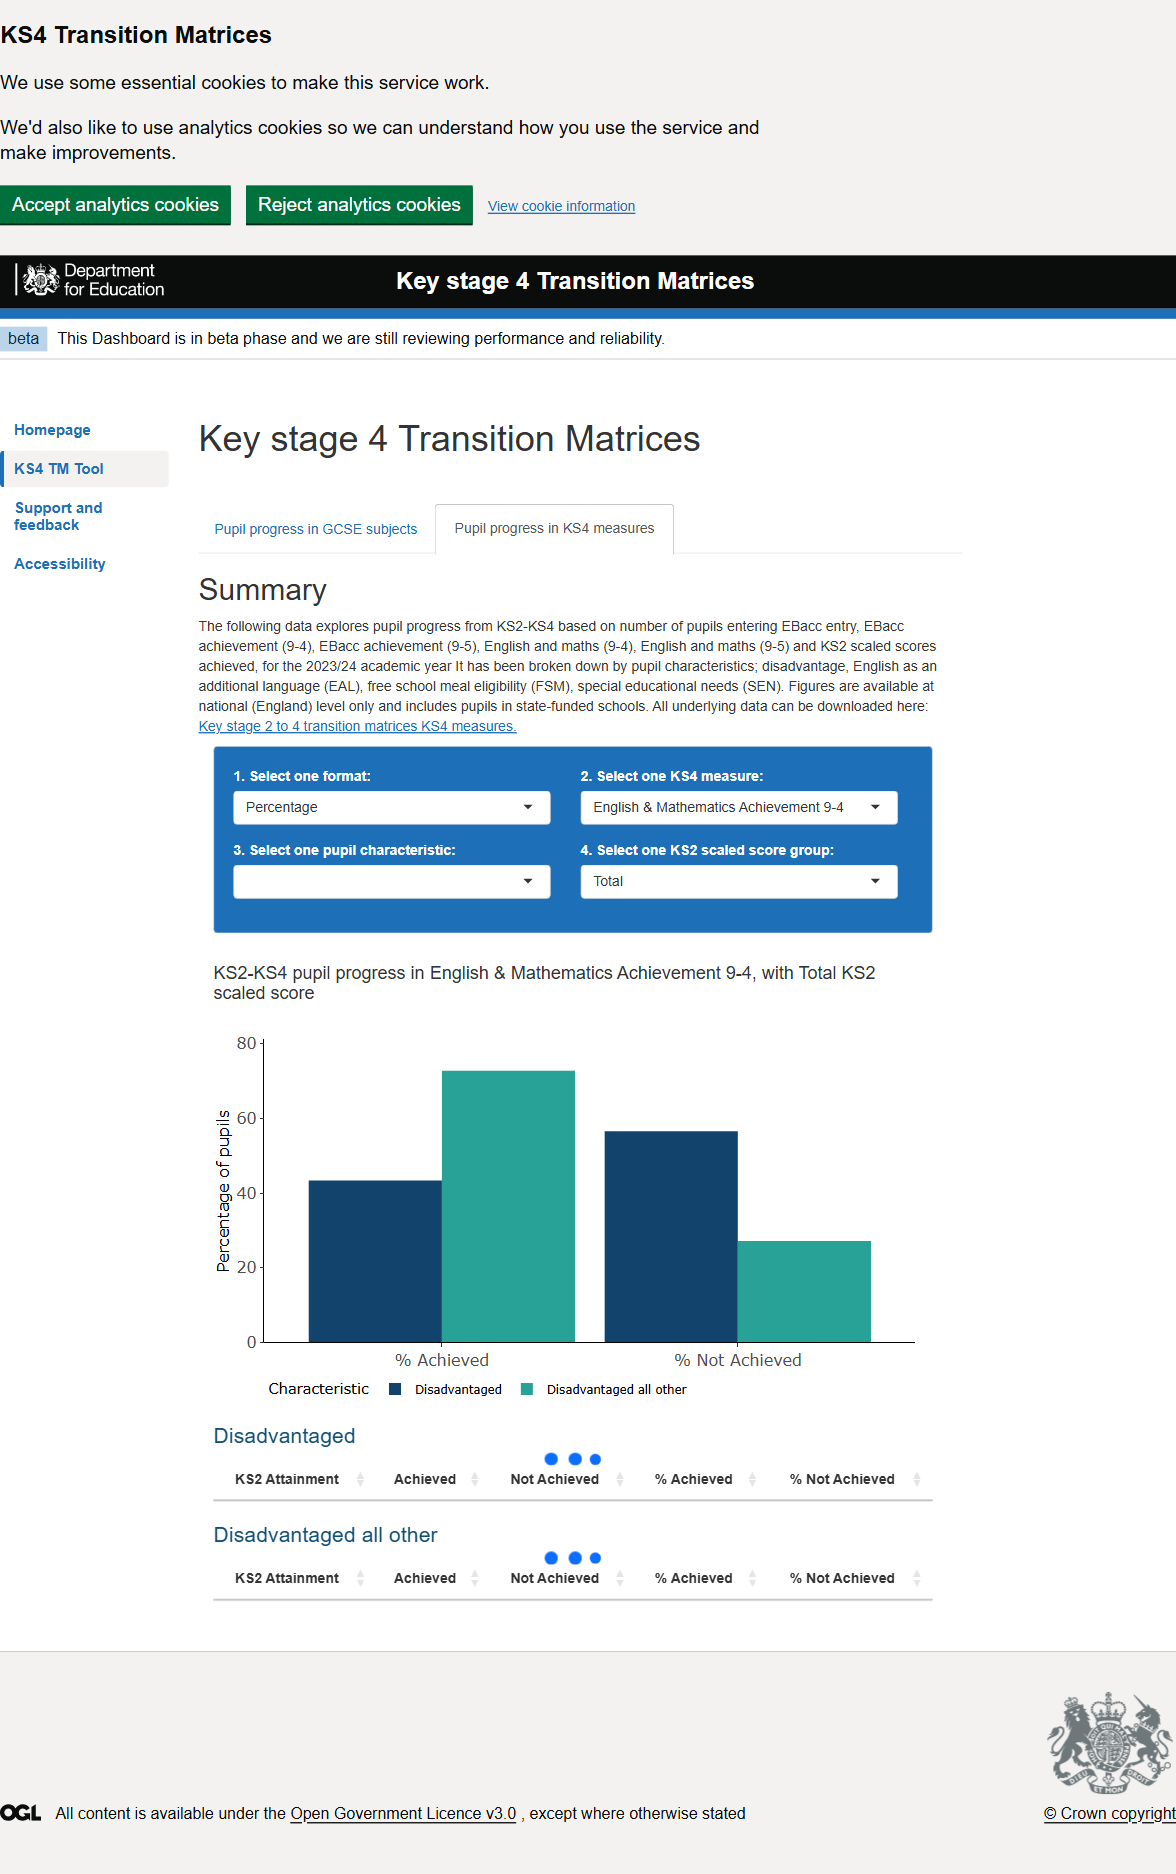 KS4 Transition Matrices
We use some essential cookies to make this service work.
We'd also like to use analytics cookies so we can understand how you use the service and
make improvements.
Accept analytics cookies
Reject analytics cookies
View cookie information
Department
for Education
Key stage 4 Transition Matrices
beta
This Dashboard is in beta phase and we are still reviewing performance and reliability.
Homepage
KS4 TM Tool
Support and
feedback
Accessibility
Key stage 4 Transition Matrices
Pupil progress in GCSE subjects
Pupil progress in KS4 measures
Summary
The following data explores pupil progress from KS2-KS4 based on number of pupils entering EBacc entry, EBacc
achievement (9-4), EBacc achievement (9-5), English and maths (9-4), English and maths (9-5) and KS2 scaled scores
achieved, for the 2023/24 academic year It has been broken down by pupil characteristics; disadvantage, English as an
additional language (EAL), free school meal eligibility (FSM), special educational needs (SEN). Figures are available at
national (England) level only and includes pupils in state-funded schools. All underlying data can be downloaded here:
Key stage 2 to 4 transition matrices KS4 measures.
1. Select one format:
Percentage
2. Select one KS4 measure:
English & Mathematics Achievement 9-4
3. Select one pupil characteristic:
4. Select one KS2 scaled score group:
Total
KS2-KS4 pupil progress in English & Mathematics Achievement 9-4, with Total KS2
scaled score
Percentage of pupils
80
60
40
20
0
% Achieved
% Not Achieved
Characteristic
Disadvantaged
Disadvantaged all other
Disadvantaged
KS2 Attainment Achieved Not Achieved % Achieved % Not Achieved
Disadvantaged all other
KS2 Attainment Achieved Not Achieved % Achieved % Not Achieved
OGL All content is available under the Open Government Licence v3.0 , except where otherwise stated
© Crown copyright